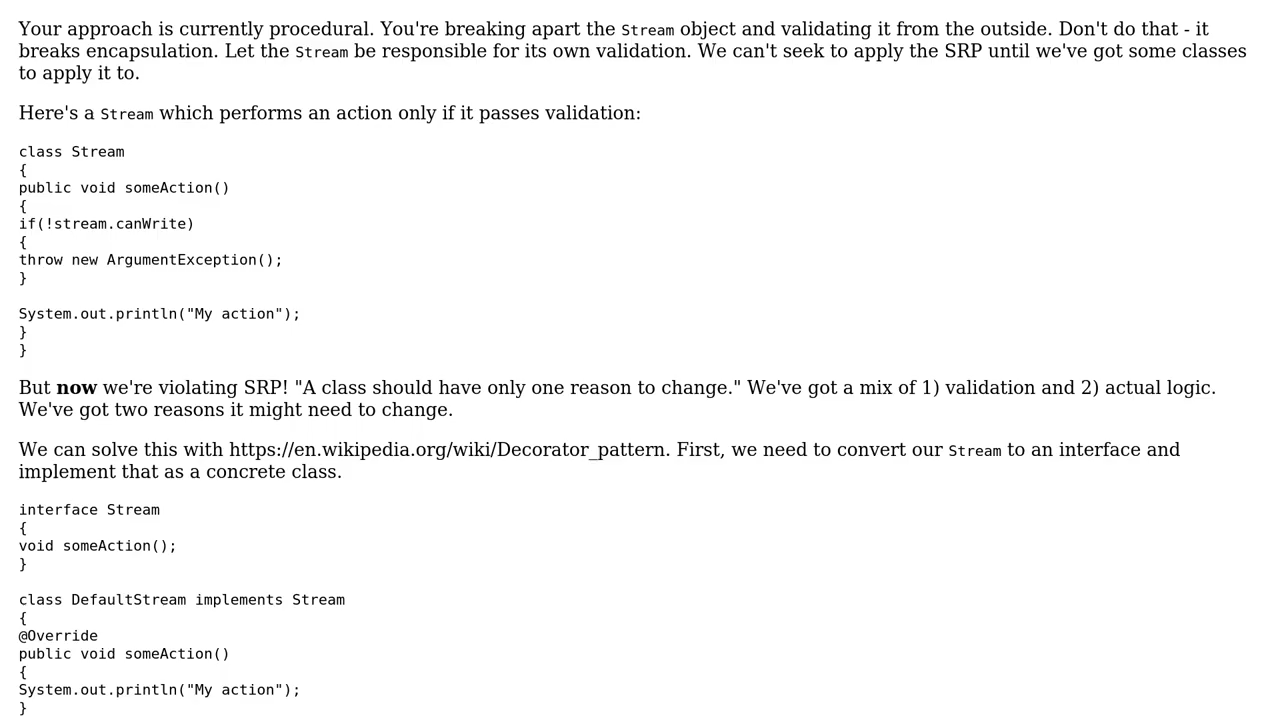 Your approach is currently procedural. You're breaking apart the Stream object and validating it from the outside. Don't do that - it
breaks encapsulation. Let the Stream be responsible for its own validation. We can't seek to apply the SRP until we've got some classes
to apply it to.
Here's a Stream which performs an action only if it passes validation:
class Stream
{
public void someAction()
{
if(!stream.canWrite)
{
throw new ArgumentException();
}
System.out.println("My action");
}
}
But now we're violating SRP! "A class should have only one reason to change." We've got a mix of 1) validation and 2) actual logic.
We've got two reasons it might need to change.
We can solve this with https://en.wikipedia.org/wiki/Decorator_pattern. First, we need to convert our Stream to an interface and
implement that as a concrete class.
interface Stream
{
void someAction();
}
class DefaultStream implements Stream
{
@Override
public void someAction()
{
System.out.println("My action");
}